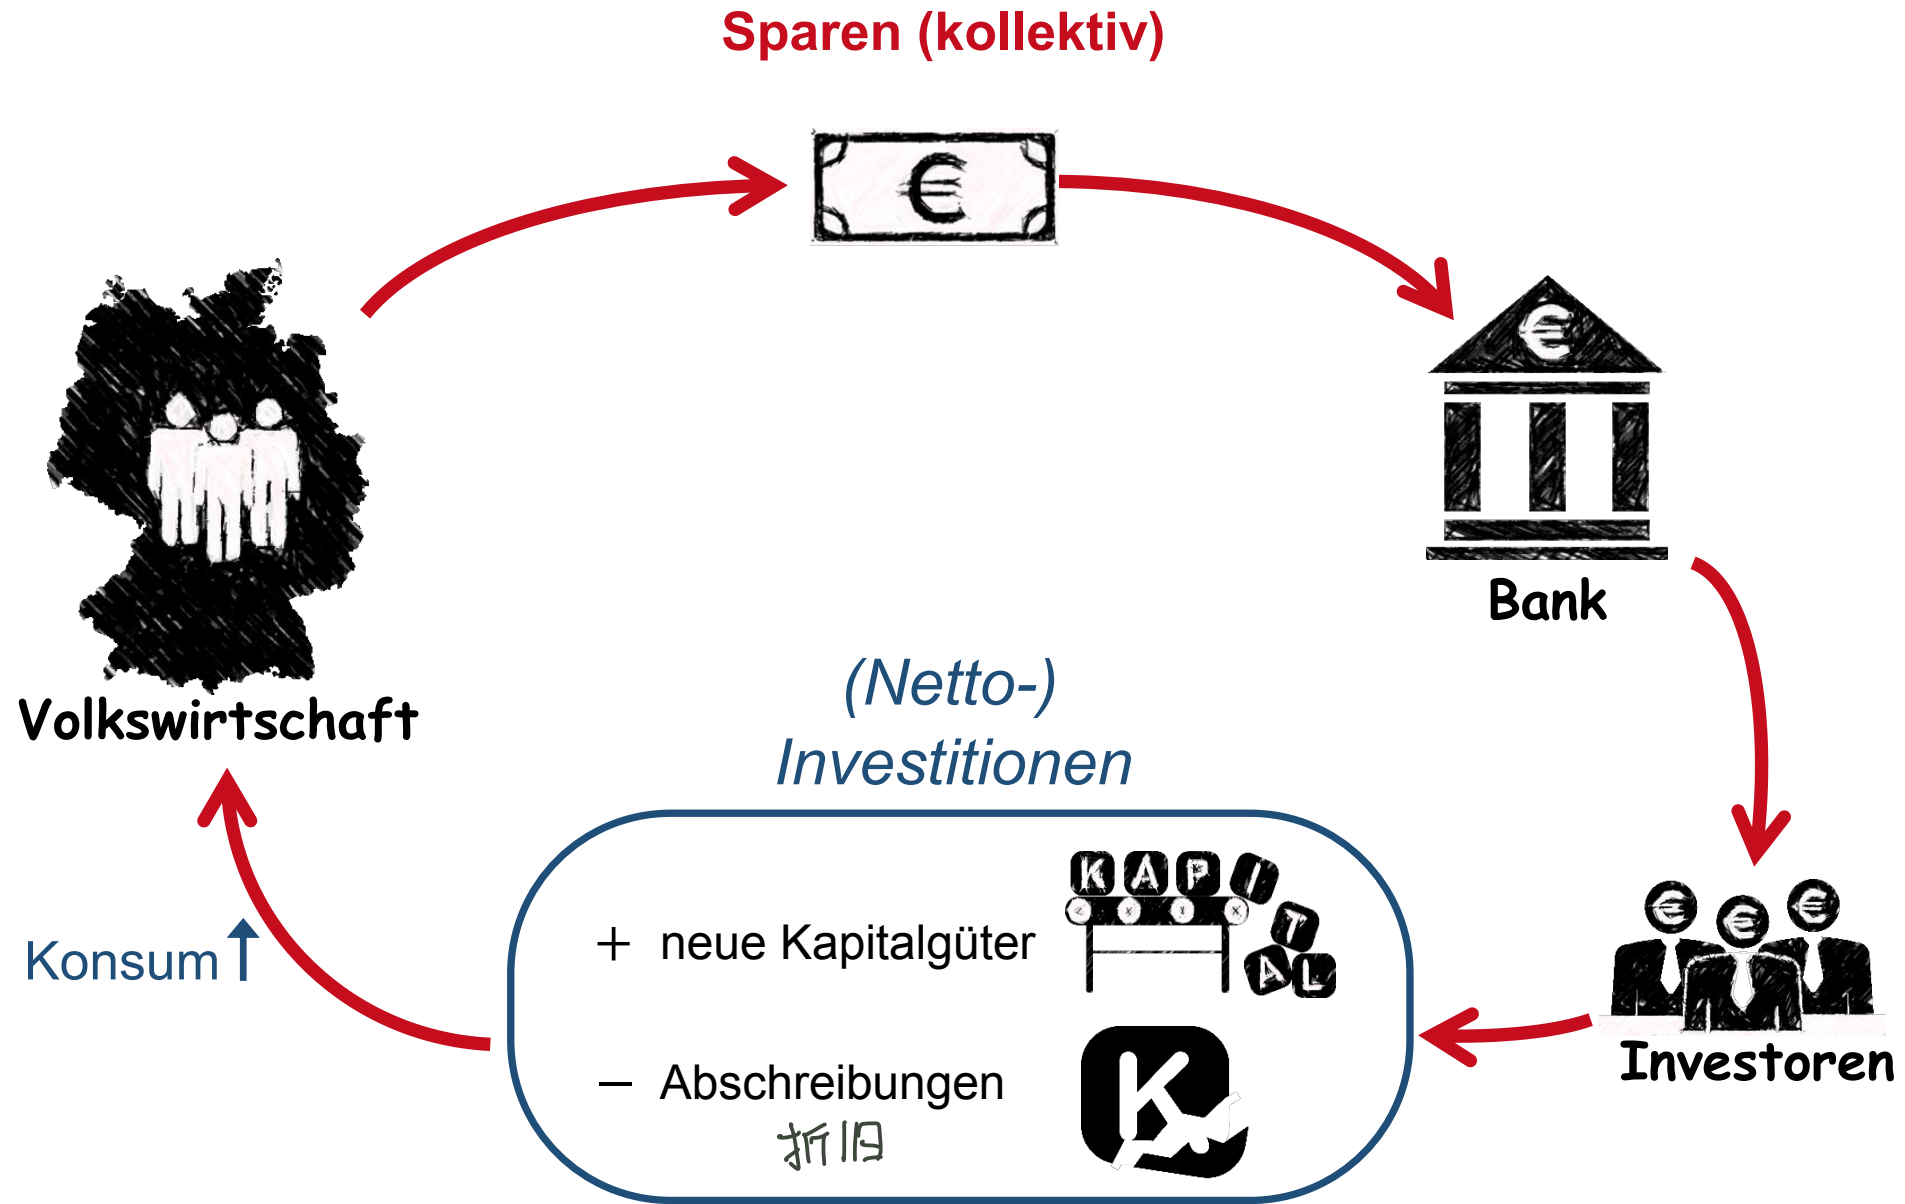 Sparen (kollektiv)
€
€
Bank
Volkswirtschaft
(Netto-)
Investitionen
KAPITAL
+ neue Kapitalgüter
Konsum ↑
€ € €
Investoren
– Abschreibungen
K
折旧